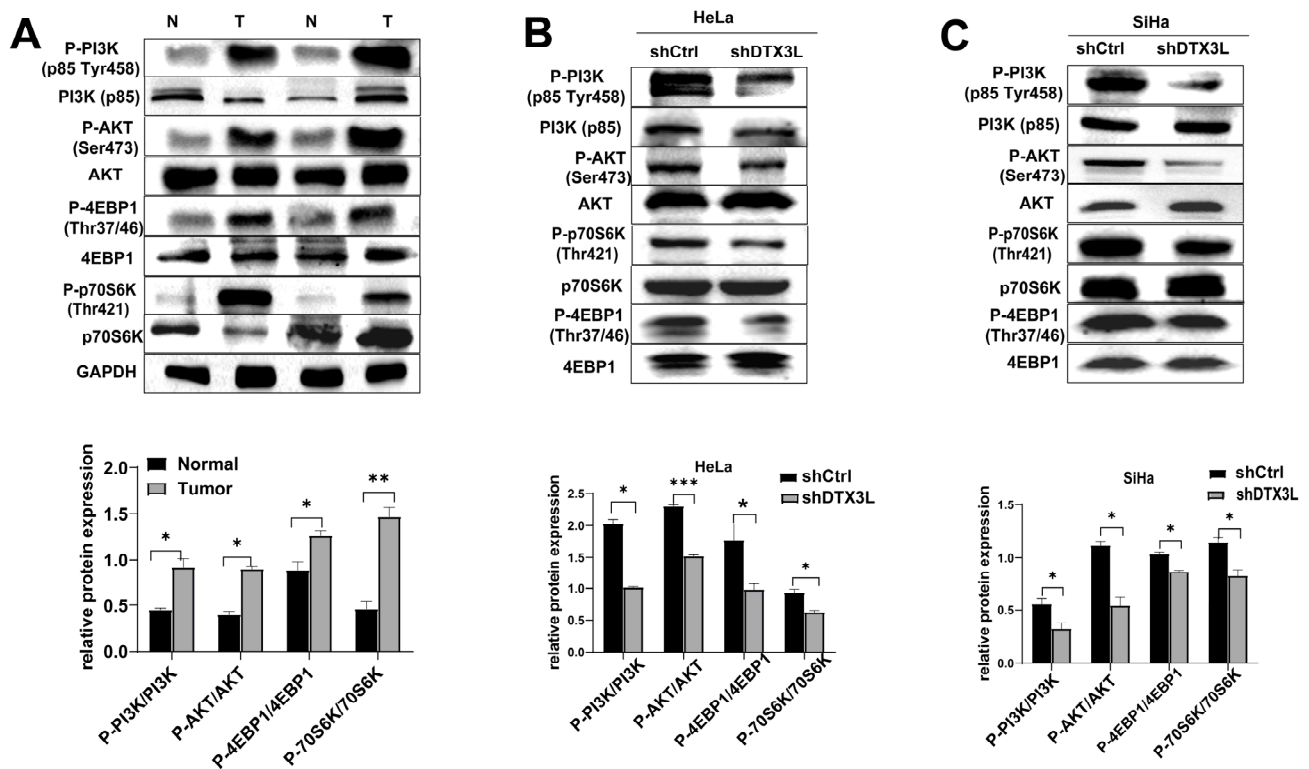 A
N T N T
P-PI3K
(p85 Tyr458)
PI3K (p85)
P-AKT
(Ser473)
AKT
P-4EBP1
(Thr37/46)
4EBP1
P-p70S6K
(Thr421)
p70S6K
GAPDH
relative protein expression
2.0
1.5
1.0
0.5
0.0
Normal
Tumor
*
*
*
**
P-PI3K/PI3K
P-AKT/AKT
P-4EBP1/4EBP1
P-70S6K/70S6K
B
HeLa
shCtrl shDTX3L
P-PI3K
(p85 Tyr458)
PI3K (p85)
P-AKT
(Ser473)
AKT
P-p70S6K
(Thr421)
p70S6K
P-4EBP1
(Thr37/46)
4EBP1
HeLa
relative protein expression
2.5
2.0
1.5
1.0
0.5
0.0
shCtrl
shDTX3L
*
***
*
*
P-PI3K/PI3K
P-AKT/AKT
P-4EBP1/4EBP1
P-70S6K/70S6K
C
SiHa
shCtrl shDTX3L
P-PI3K
(p85 Tyr458)
PI3K (p85)
P-AKT
(Ser473)
AKT
P-p70S6K
(Thr421)
p70S6K
P-4EBP1
(Thr37/46)
4EBP1
SiHa
relative protein expression
1.5
1.0
0.5
0.0
shCtrl
shDTX3L
*
*
*
*
P-PI3K/PI3K
P-AKT/AKT
P-4EBP1/4EBP1
P-70S6K/70S6K